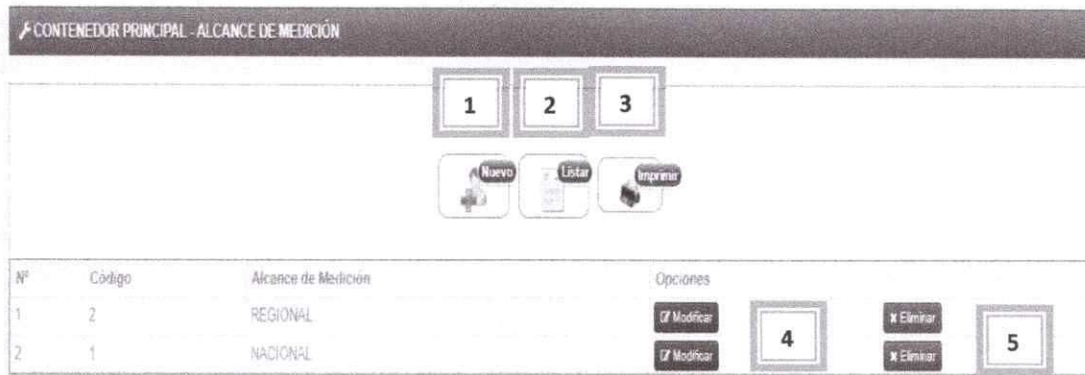 CONTENEDOR PRINCIPAL - ALCANCE DE MEDICIÓN
1 2 3
Nuevo Listar Imprimir
Nº Código Alcance de Medición Opciones
1 2 REGIONAL Modificar Eliminar
4 5
2 1 NACIONAL Modificar Eliminar